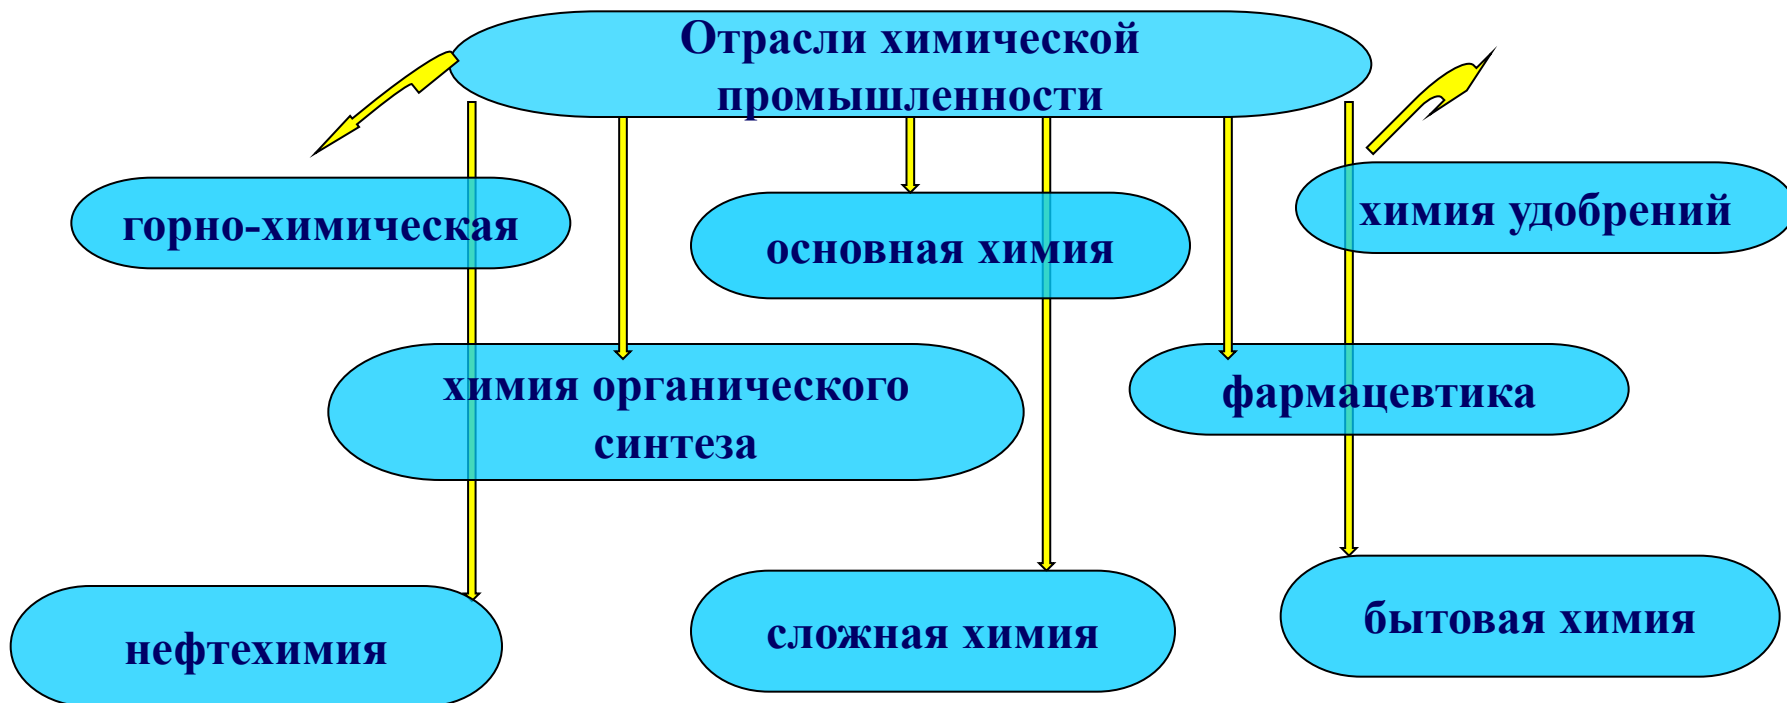 Отрасли химической
промышленности
горно-химическая
основная химия
химия удобрений
химия органического
синтеза
фармацевтика
нефтехимия
сложная химия
бытовая химия